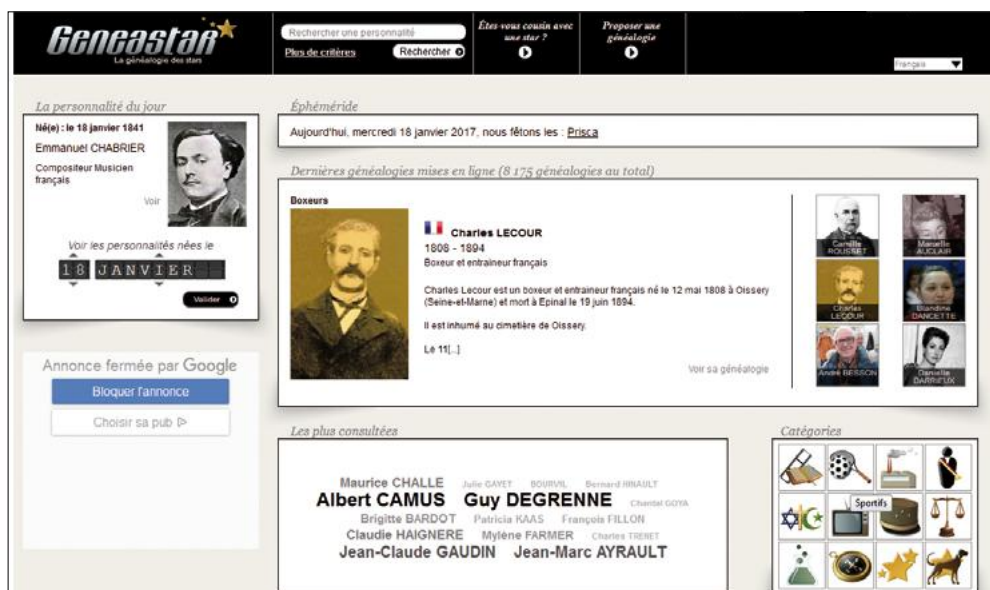 Geneastar
La généalogie des stars
Rechercher une personnalité
Plus de critères
Rechercher
Êtes-vous cousin avec
une star ?
Proposer une
généalogie
Français
La personnalité du jour
Né(e) : le 18 janvier 1841
Emmanuel CHABRIER
Compositeur Musicien
français
Voir
Voir les personnalités nées le
18 JANVIER
Valider
Annonce fermée par Google
Bloquer l'annonce
Choisir sa pub
Éphéméride
Aujourd'hui, mercredi 18 janvier 2017, nous fêtons les : Prisca
Dernières généalogies mises en ligne (8 175 généalogies au total)
Boxeurs
Charles LECOUR
1808 - 1894
Boxeur et entraineur français
Charles Lecour est un boxeur et entraineur français né le 12 mai 1808 à Oissery
(Seine-et-Marne) et mort à Epinal le 19 juin 1894.
Il est inhumé au cimetière de Oissery.
Le 11[...]
Voir sa généalogie
Camille
ROUSSET
Marcelle
AUCLAIR
Charles
LECOUR
Blandine
DANCETTE
André BESSON
Danielle
DARRIEUX
Les plus consultées
Maurice CHALLE Julie GAYET BOURVIL Bernard HINAULT
Albert CAMUS Guy DEGRENNE Chantal GOYA
Brigitte BARDOT Patricia KAAS François FILLON
Claudie HAIGNERE Mylène FARMER Charles TRENET
Jean-Claude GAUDIN Jean-Marc AYRAULT
Catégories
Sportifs